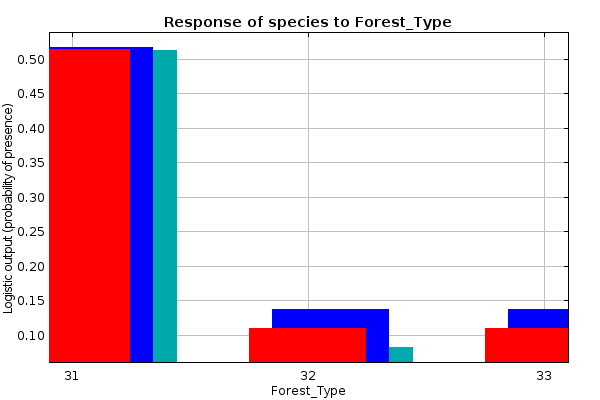 Response of species to Forest_Type
Logistic output (probability of presence)
0.50
0.45
0.40
0.35
0.30
0.25
0.20
0.15
0.10
31 32 33
Forest_Type